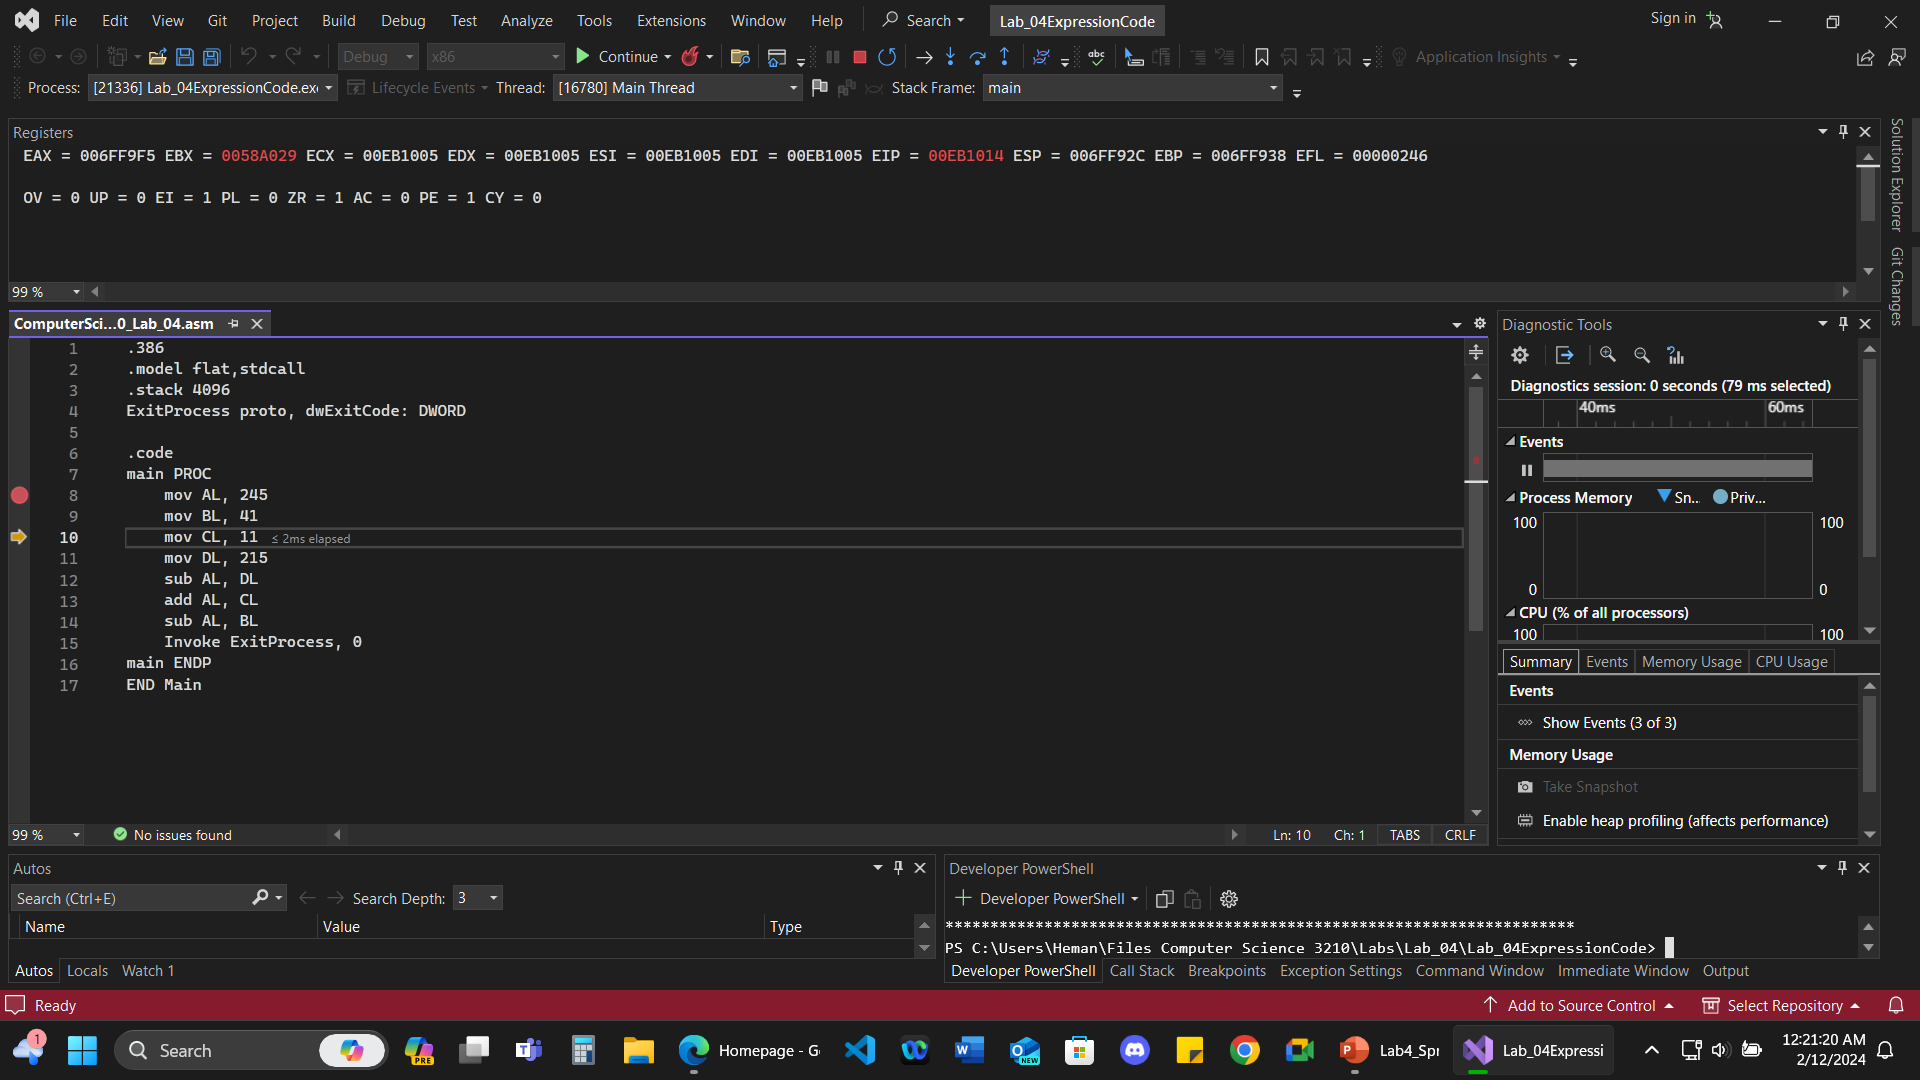 File Edit View Git Project Build Debug Test Analyze Tools Extensions Window Help Search Lab_04ExpressionCode Sign in
Debug x86 Continue Application Insights
Process: [21336] Lab_04ExpressionCode.exe Lifecycle Events Thread: [16780] Main Thread Stack Frame: main
Registers
EAX = 006FF9F5 EBX = 0058A029 ECX = 00EB1005 EDX = 00EB1005 ESI = 00EB1005 EDI = 00EB1005 EIP = 00EB1014 ESP = 006FF92C EBP = 006FF938 EFL = 00000246
OV = 0 UP = 0 EI = 1 PL = 0 ZR = 1 AC = 0 PE = 1 CY = 0
99 %
Solution Explorer
Git Changes
ComputerSci...0_Lab_04.asm
1 .386
2 .model flat,stdcall
3 .stack 4096
4 ExitProcess proto, dwExitCode: DWORD
5
6 .code
7 main PROC
8 mov AL, 245
9 mov BL, 41
10 mov CL, 11 ≤ 2ms elapsed
11 mov DL, 215
12 sub AL, DL
13 add AL, CL
14 sub AL, BL
15 Invoke ExitProcess, 0
16 main ENDP
17 END Main
99 % No issues found Ln: 10 Ch: 1 TABS CRLF
Diagnostic Tools
Diagnostics session: 0 seconds (79 ms selected)
40ms 60ms
Events
Process Memory Sn... Priv...
100 100
0 0
CPU (% of all processors)
100 100
Summary Events Memory Usage CPU Usage
Events
Show Events (3 of 3)
Memory Usage
Take Snapshot
Enable heap profiling (affects performance)
Autos
Search (Ctrl+E) Search Depth: 3
Name Value Type
Autos Locals Watch 1
Developer PowerShell
Developer PowerShell
**********************************************************************
PS C:\Users\Heman\Files Computer Science 3210\Labs\Lab_04\Lab_04ExpressionCode>
Developer PowerShell Call Stack Breakpoints Exception Settings Command Window Immediate Window Output
Ready Add to Source Control Select Repository
1 Search PRE Homepage - G NEW Lab4_Spr Lab_04Expressi 12:21:20 AM
2/12/2024